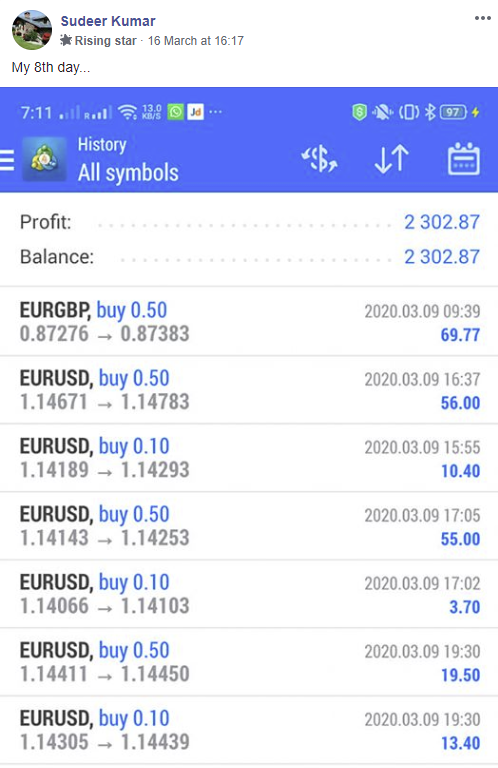 Sudeer Kumar
Rising star · 16 March at 16:17
My 8th day...
7:11 R 13.0 KB/S Jd ... 97
History
All symbols
Profit: 2 302.87
Balance: 2 302.87
EURGBP, buy 0.50 2020.03.09 09:39
0.87276 → 0.87383 69.77
EURUSD, buy 0.50 2020.03.09 16:37
1.14671 → 1.14783 56.00
EURUSD, buy 0.10 2020.03.09 15:55
1.14189 → 1.14293 10.40
EURUSD, buy 0.50 2020.03.09 17:05
1.14143 → 1.14253 55.00
EURUSD, buy 0.10 2020.03.09 17:02
1.14066 → 1.14103 3.70
EURUSD, buy 0.50 2020.03.09 19:30
1.14411 → 1.14450 19.50
EURUSD, buy 0.10 2020.03.09 19:30
1.14305 → 1.14439 13.40